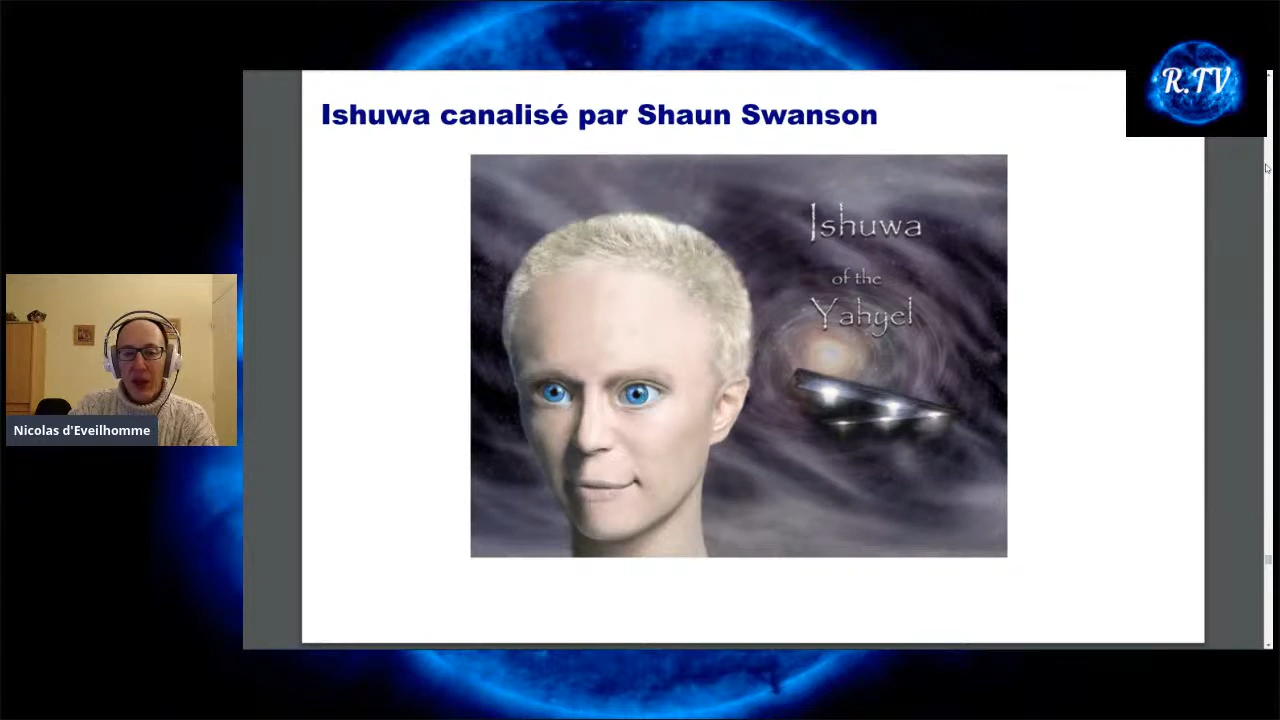 Ishuwa canalisé par Shaun Swanson
R.TV
Ishuwa
of the
Yahyel
Nicolas d'Eveilhomme